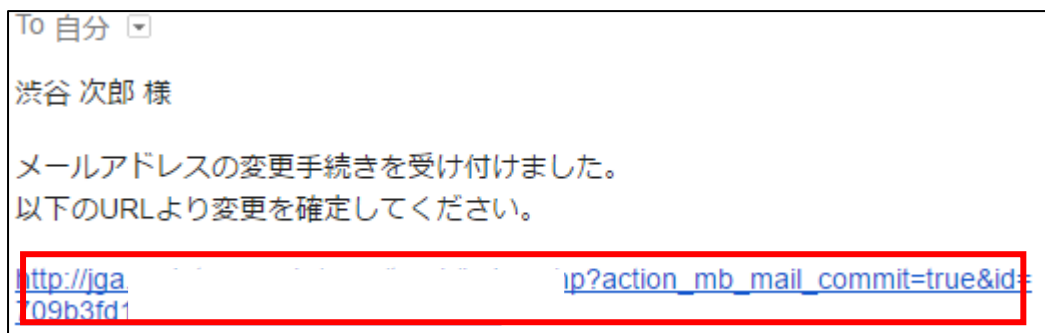 To 自分
渋谷 次郎 様
メールアドレスの変更手続きを受け付けました。
以下のURLより変更を確定してください。
http://jga. p?action_mb_mail_commit=true&id=
709b3fd1